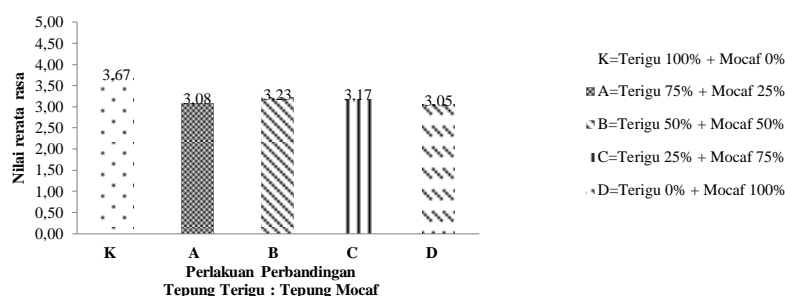 5,00
4,50
4,00
3,50
3,00
2,50
2,00
1,50
1,00
0,50
0,00
Nilai rerata rasa
3,67
3,08
3,23
3,17
3,05
K
A
B
C
D
Perlakuan Perbandingan
Tepung Terigu : Tepung Mocaf
K=Terigu 100% + Mocaf 0%
A=Terigu 75% + Mocaf 25%
B=Terigu 50% + Mocaf 50%
C=Terigu 25% + Mocaf 75%
D=Terigu 0% + Mocaf 100%